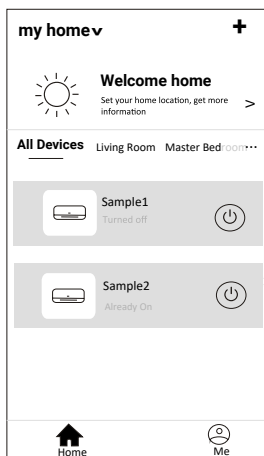 my home
Welcome home
Set your home location, get more
information
All Devices Living Room Master Bedroom
Sample1
Turned off
Sample2
Already On
Home Me